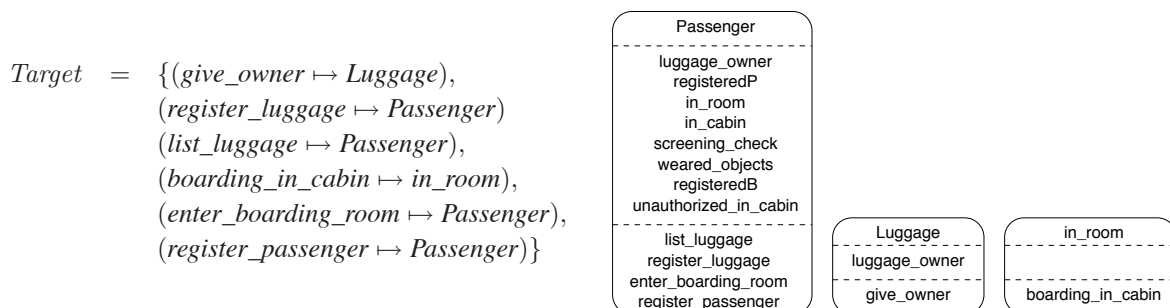 Target = {(give_owner ↦ Luggage),
(register_luggage ↦ Passenger)
(list_luggage ↦ Passenger),
(boarding_in_cabin ↦ in_room),
(enter_boarding_room ↦ Passenger),
(register_passenger ↦ Passenger)}
Passenger
luggage_owner
registeredP
in_room
in_cabin
screening_check
weared_objects
registeredB
unauthorized_in_cabin
list_luggage
register_luggage
enter_boarding_room
register_passenger
Luggage
luggage_owner
give_owner
in_room
boarding_in_cabin